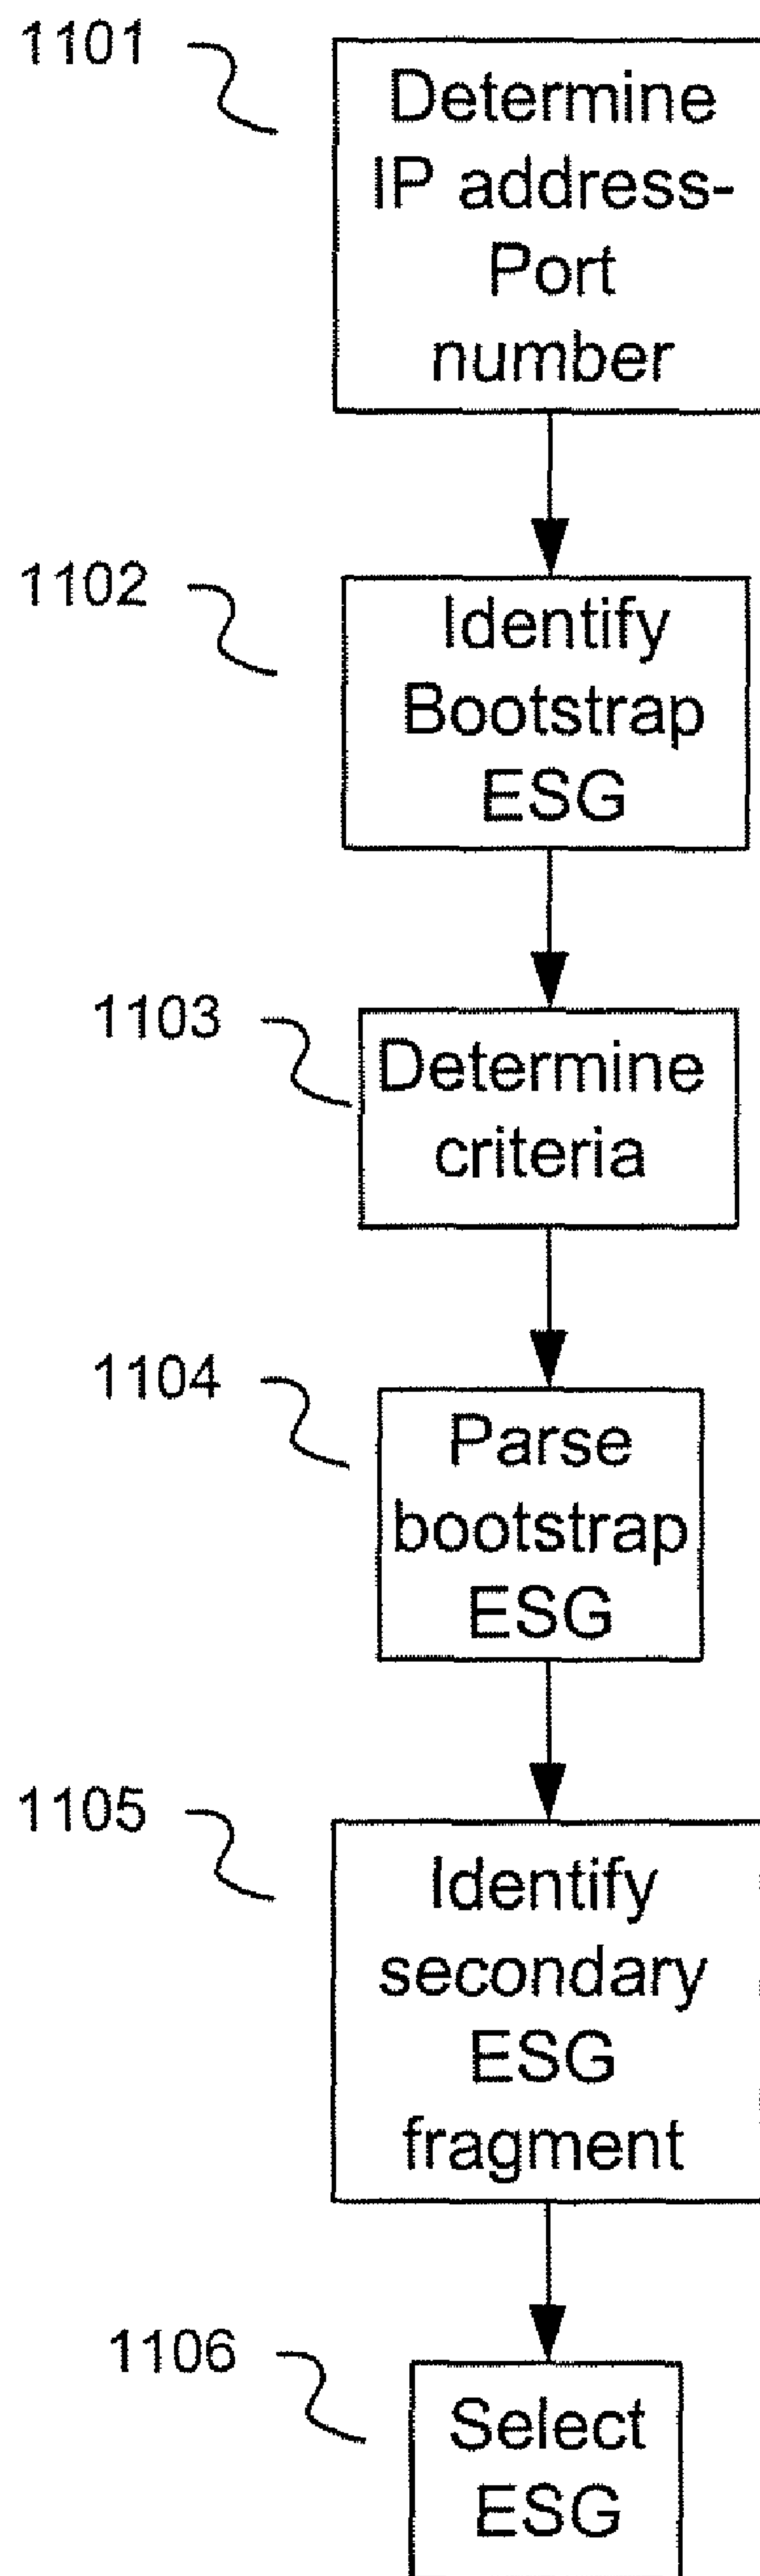 1101
Determine
IP address-
Port
number
1102
Identify
Bootstrap
ESG
1103
Determine
criteria
1104
Parse
bootstrap
ESG
1105
Identify
secondary
ESG
fragment
1106
Select
ESG